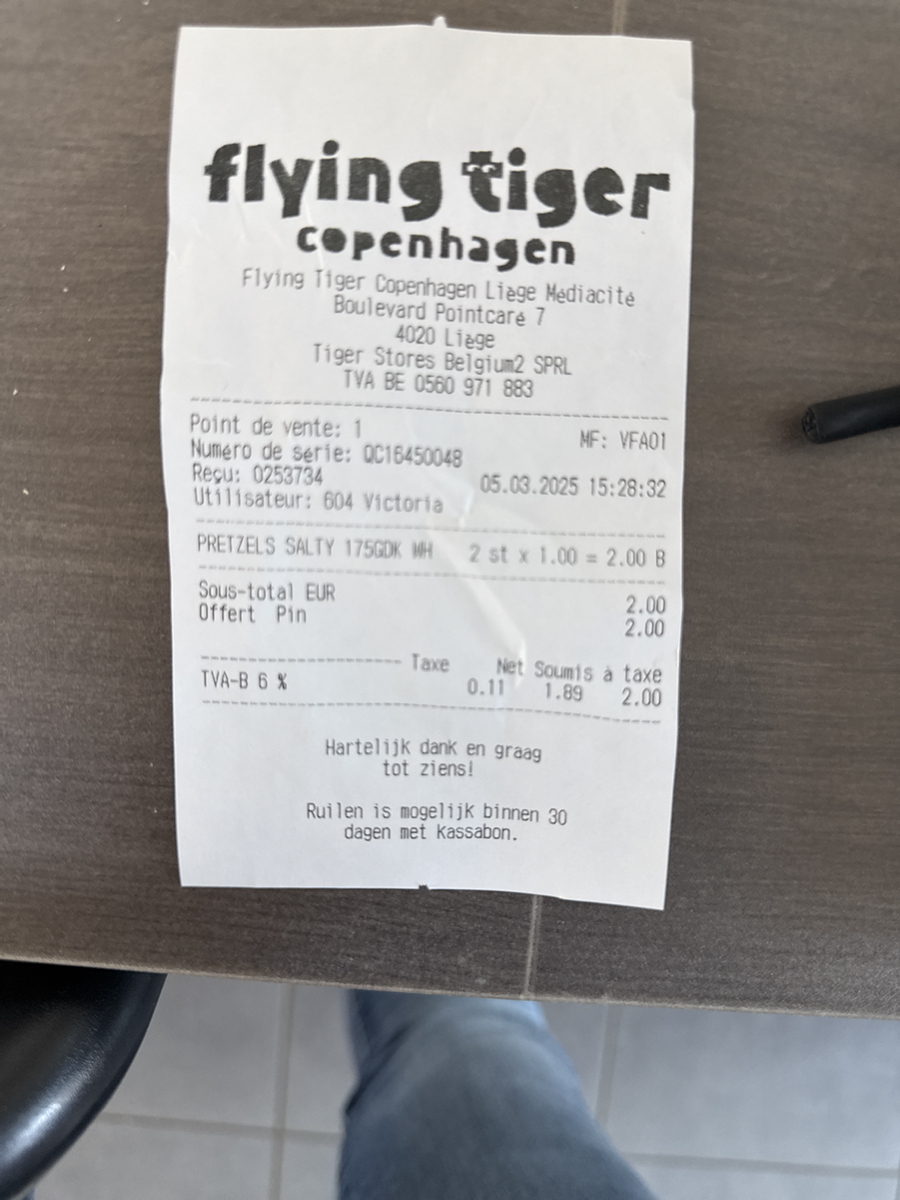 flying tiger
copenhagen
Flying Tiger Copenhagen Liège Médiacité
Boulevard Pointcaré 7
4020 Liège
Tiger Stores Belgium2 SPRL
TVA BE 0560 971 883
Point de vente: 1 MF: VFA01
Numéro de série: QC16450048
Reçu: 0253734 05.03.2025 15:28:32
Utilisateur: 604 Victoria
PRETZELS SALTY 175GDK WH 2 st x 1.00 = 2.00 B
Sous-total EUR 2.00
Offert Pin 2.00
Taxe Net Soumis à taxe
TVA-B 6 % 0.11 1.89 2.00
Hartelijk dank en graag
tot ziens!
Ruilen is mogelijk binnen 30
dagen met kassabon.